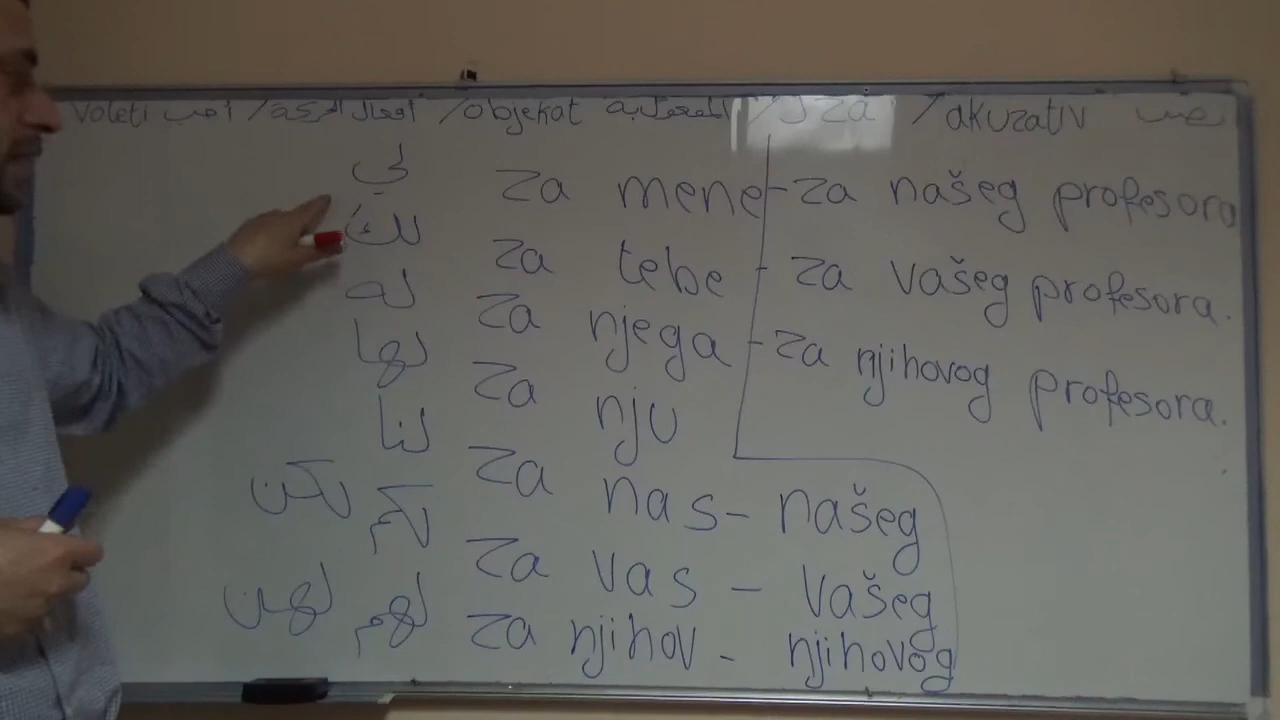 Voleti أحب / أفعال الحركة / objekat المفعولية / لـ za / akuzativ نصب
لي za mene - za našeg profesora
لك za tebe - za vašeg profesora.
له za njega - za njihovog profesora.
لها za nju
لنا za nas - našeg
لكن لكم za vas - vašeg
لهن لهم za njihov - njihovog